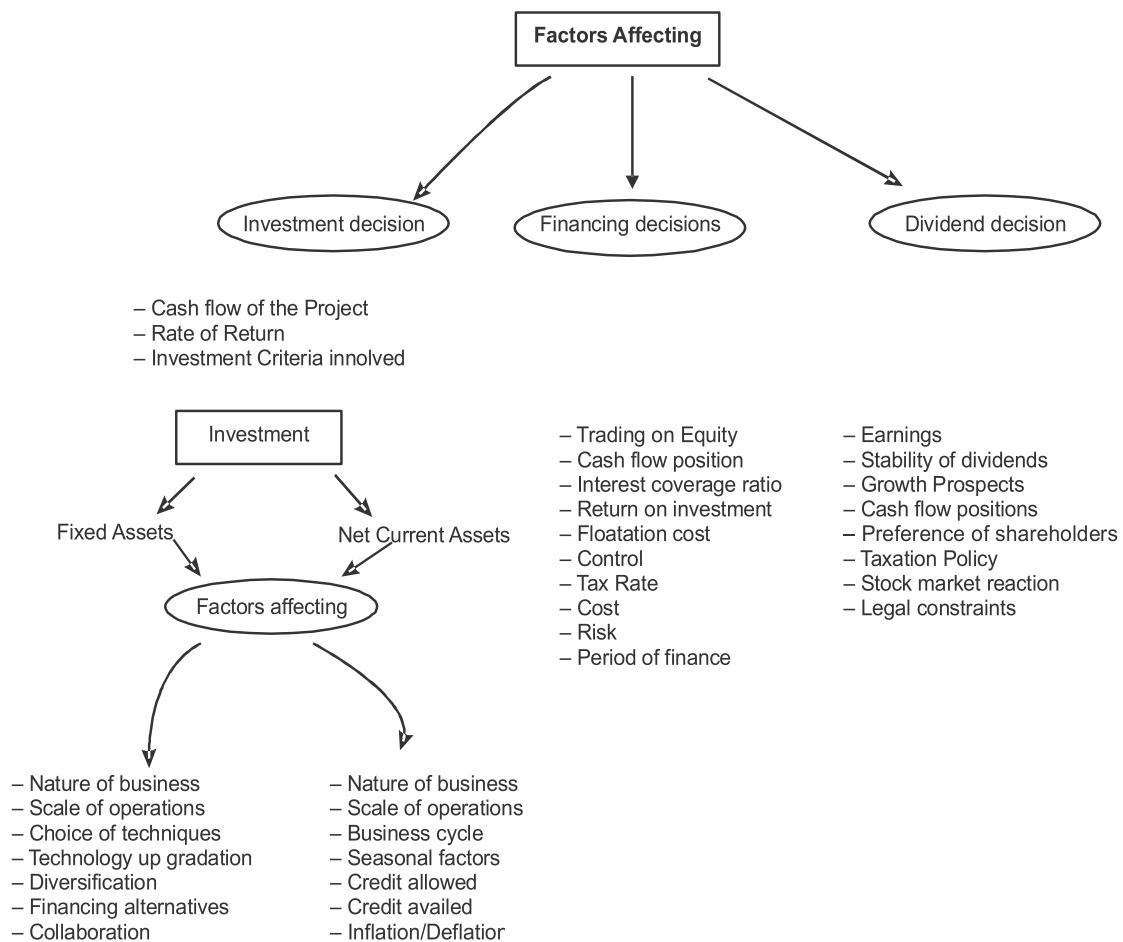 Factors Affecting
Investment decision
Financing decisions
Dividend decision
– Cash flow of the Project
– Rate of Return
– Investment Criteria innolved
Investment
Fixed Assets
Net Current Assets
Factors affecting
– Nature of business
– Scale of operations
– Choice of techniques
– Technology up gradation
– Diversification
– Financing alternatives
– Collaboration
– Nature of business
– Scale of operations
– Business cycle
– Seasonal factors
– Credit allowed
– Credit availed
– Inflation/Deflation
– Trading on Equity
– Cash flow position
– Interest coverage ratio
– Return on investment
– Floatation cost
– Control
– Tax Rate
– Cost
– Risk
– Period of finance
– Earnings
– Stability of dividends
– Growth Prospects
– Cash flow positions
– Preference of shareholders
– Taxation Policy
– Stock market reaction
– Legal constraints